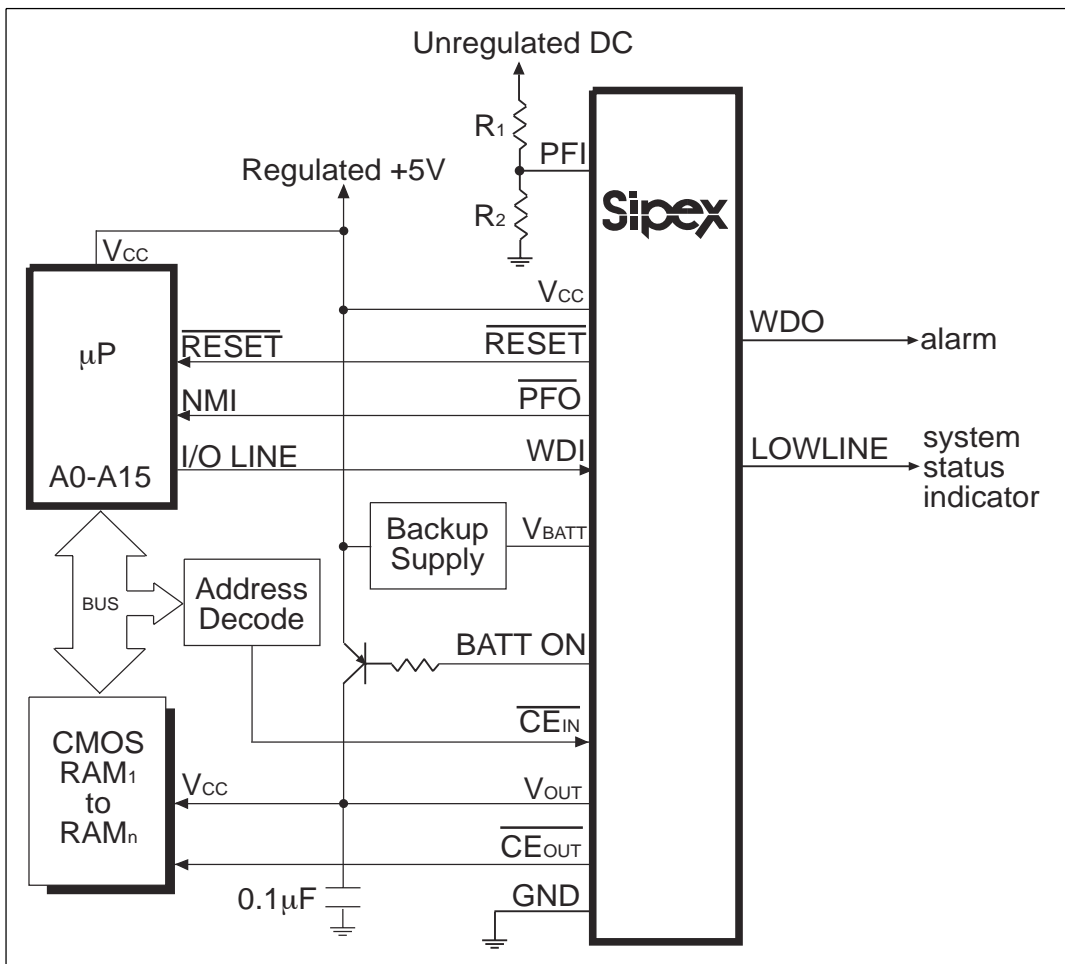 Unregulated DC
R1
PFI
R2
Regulated +5V
Sipex
VCC
VCC
μP
RESET
RESET
WDO
alarm
NMI
PFO
I/O LINE
WDI
LOWLINE
system
status
indicator
A0-A15
Backup
Supply
VBATT
BUS
Address
Decode
BATT ON
CEIN
CMOS
RAM1
to
RAMn
VCC
VOUT
CEOUT
0.1μF
GND